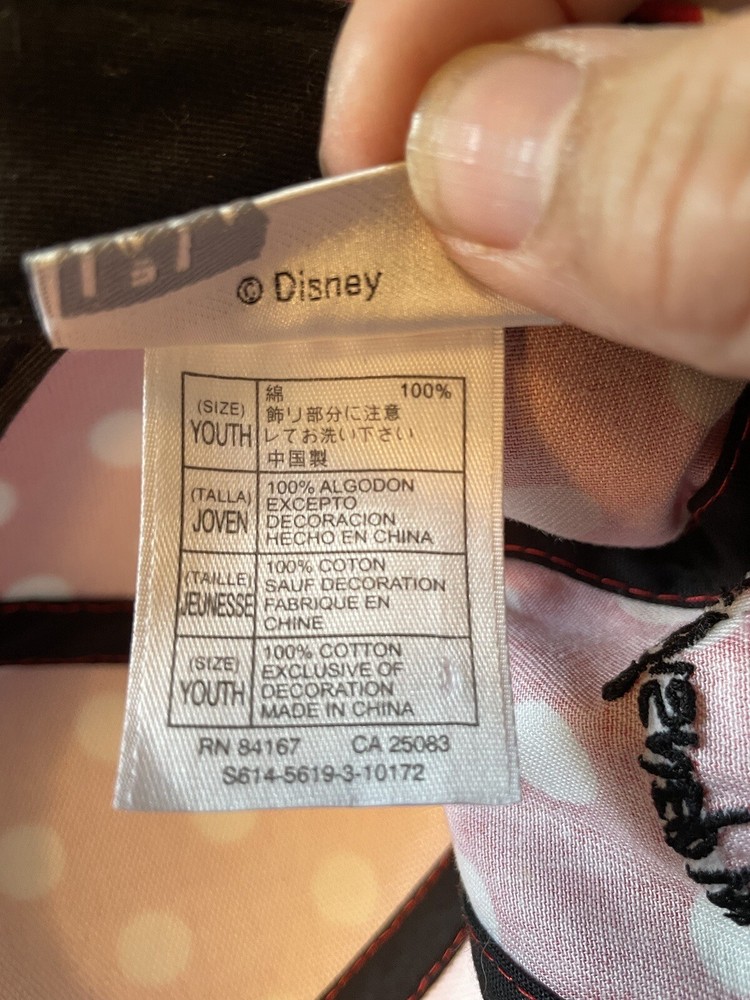 © Disney
(SIZE)
YOUTH
綿 100%
飾り部分に注意
してお洗い下さい
中国製
(TALLA)
JOVEN
100% ALGODON
EXCEPTO
DECORACION
HECHO EN CHINA
(TAILLE)
JEUNESSE
100% COTON
SAUF DECORATION
FABRIQUE EN
CHINE
(SIZE)
YOUTH
100% COTTON
EXCLUSIVE OF
DECORATION
MADE IN CHINA
RN 84167 CA 25083
S614-5619-3-10172